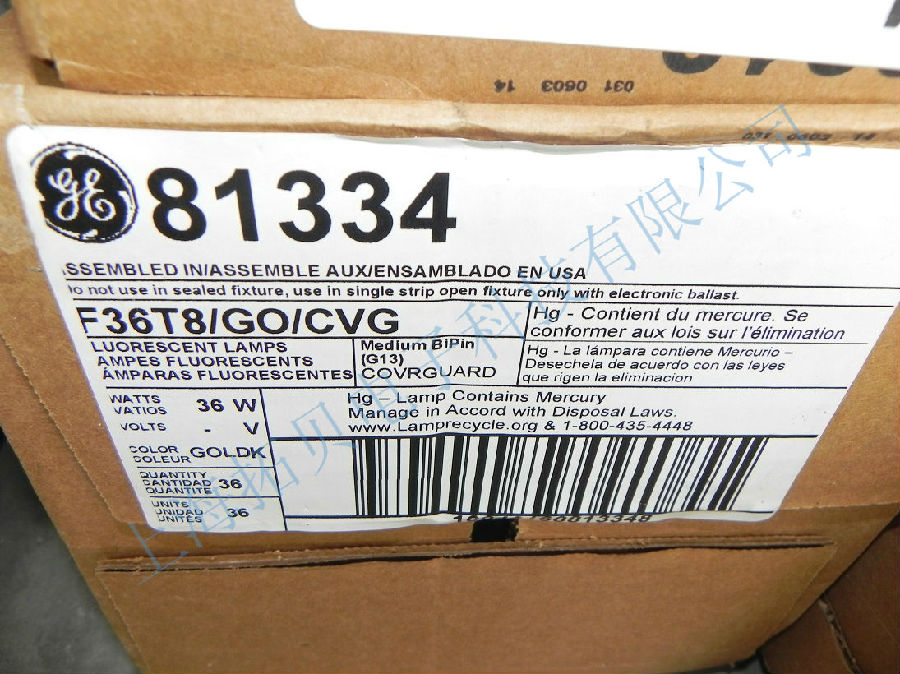 031 0603 14
GE
81334
ASSEMBLED IN/ASSEMBLE AUX/ENSAMBLADO EN USA
Do not use in sealed fixture, use in single strip open fixture only with electronic ballast.
F36T8/GO/CVG
LUORESCENT LAMPS
AMPES FLUORESCENTS
ÁMPARAS FLUORESCENTES
Medium BiPin
(G13)
COVRGUARD
Hg - Contient du mercure. Se
conformer aux lois sur l'élimination
Hg - La lámpara contiene Mercurio –
Desechela de acuerdo con las leyes
que rigen la eliminacion
WATTS
VATIOS
36 W
VOLTS - V
COLOR
COLEUR
GOLDK
QUANTITY
CANTIDAD
QUANTITE
36
UNITS
UNIDAD
UNITÉS
36
Hg – Lamp Contains Mercury
Manage in Accord with Disposal Laws.
www.Lamprecycle.org & 1-800-435-4448
上海拓贝电子科技有限公司